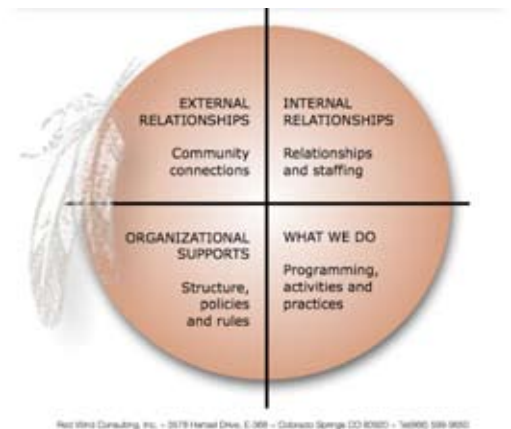 EXTERNAL
RELATIONSHIPS
Community
connections
INTERNAL
RELATIONSHIPS
Relationships
and staffing
ORGANIZATIONAL
SUPPORTS
Structure,
policies
and rules
WHAT WE DO
Programming,
activities and
practices
Red Wind Consulting, Inc. – Drive, – Colorado Springs CO